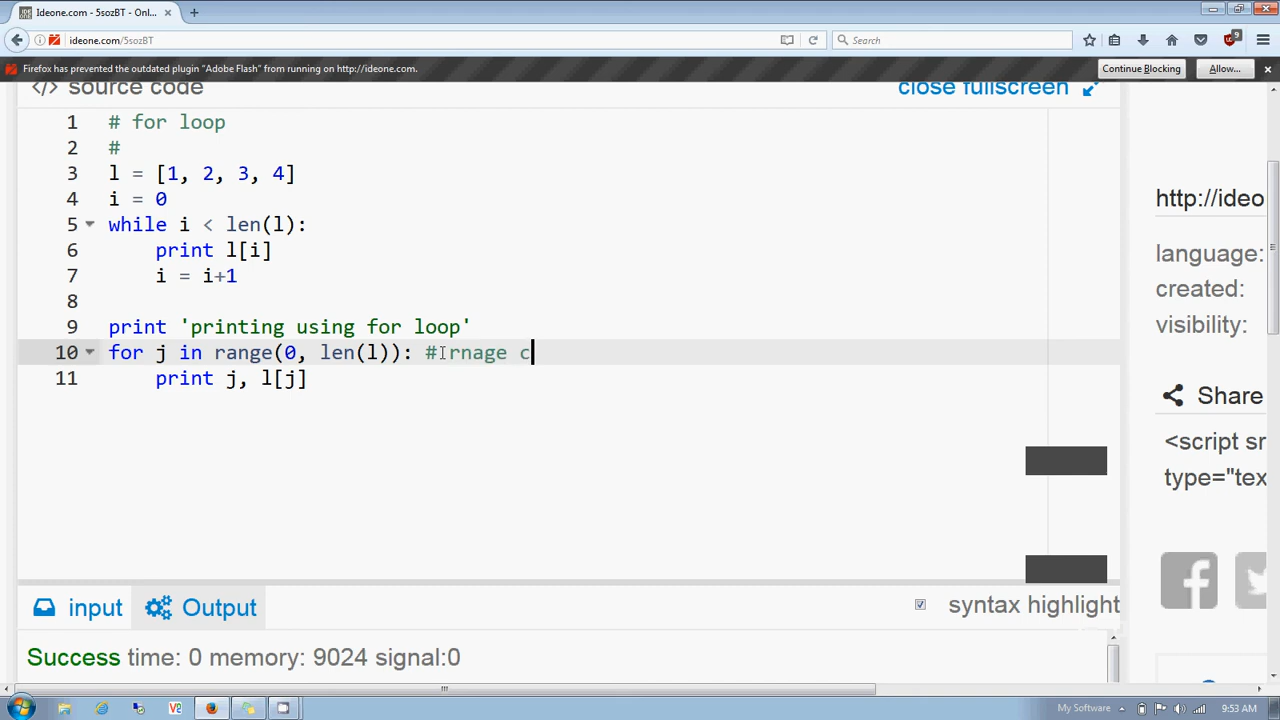 Ideone.com - 5sozBT - Onl...
ideone.com/5sozBT
Search
9
Firefox has prevented the outdated plugin "Adobe Flash" from running on http://ideone.com.
Continue Blocking
Allow...
</> source code
close fullscreen
1 # for loop
2 #
3 l = [1, 2, 3, 4]
4 i = 0
5 while i < len(l):
6 print l[i]
7 i = i+1
8
9 print 'printing using for loop'
10 for j in range(0, len(l)): #rnage c
11 print j, l[j]
http://ideo
language:
created:
visibility:
Share
<script sr
type="tex
input
Output
syntax highlight
Success time: 0 memory: 9024 signal:0
My Software
9:53 AM